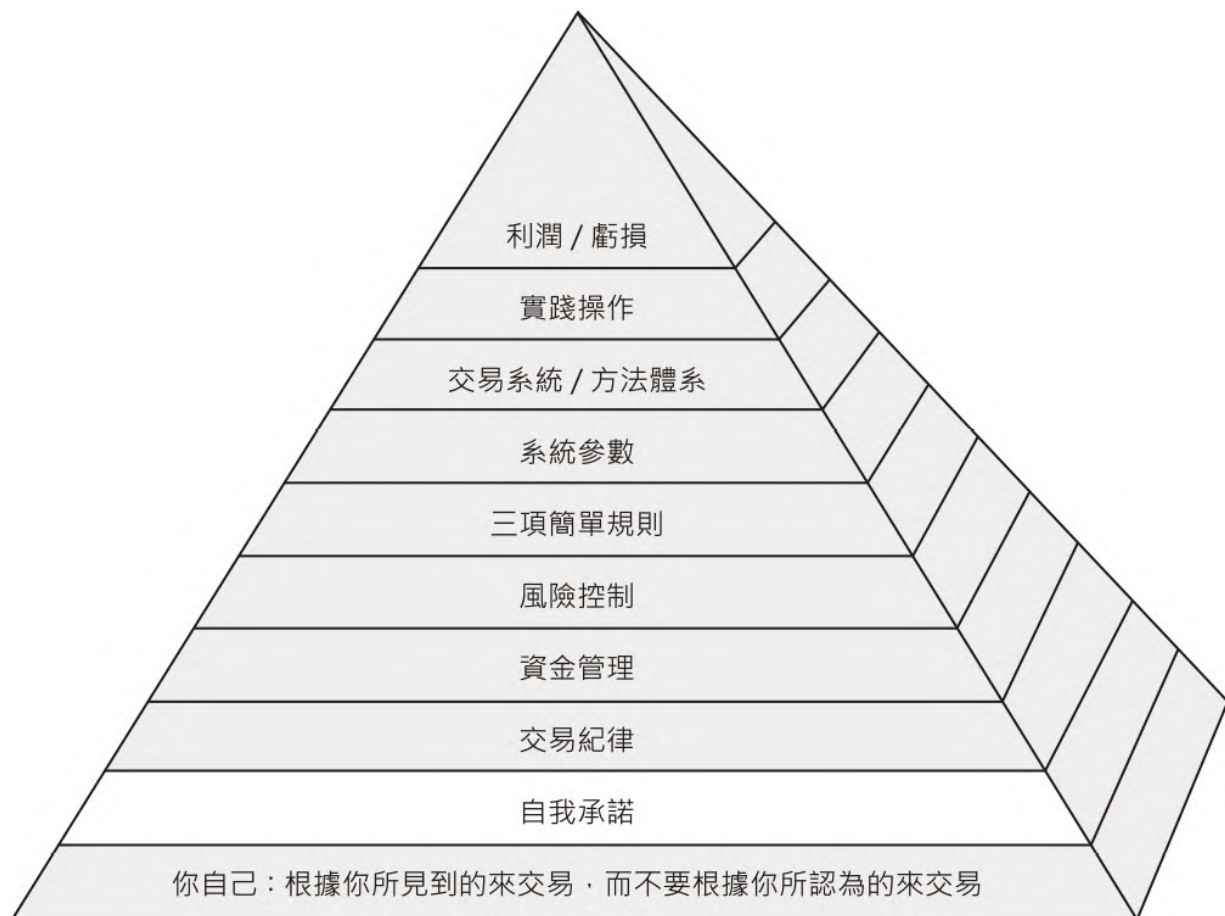 利潤 / 虧損
實踐操作
交易系統 / 方法體系
系統參數
三項簡單規則
風險控制
資金管理
交易紀律
自我承諾
你自己：根據你所見到的來交易，而不要根據你所認為的來交易